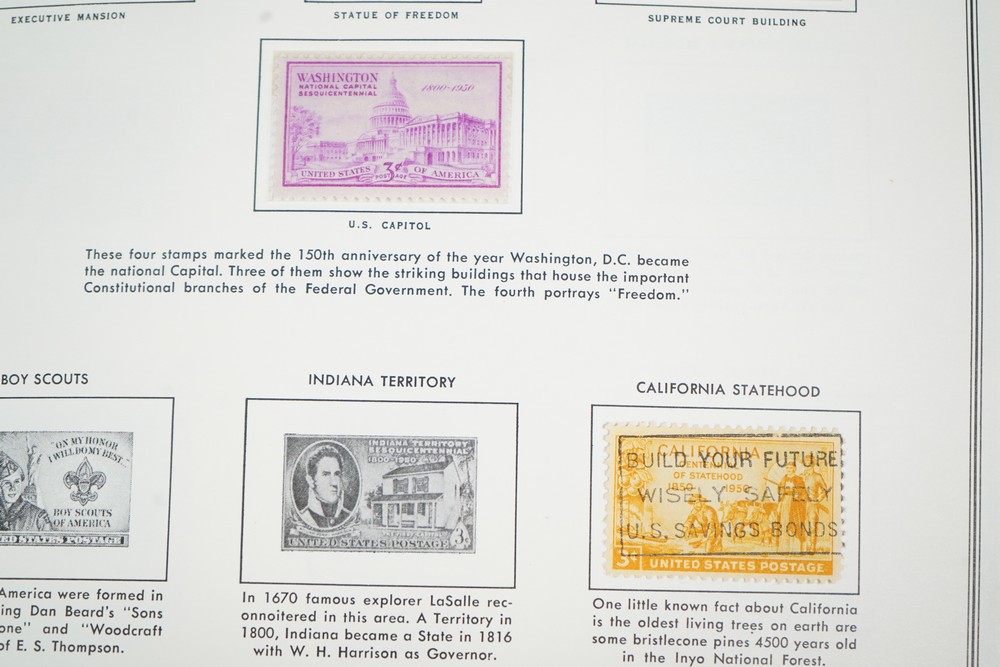 EXECUTIVE MANSION
STATUE OF FREEDOM
SUPREME COURT BUILDING
WASHINGTON
NATIONAL CAPITAL
SESQUICENTENNIAL
1800-1950
UNITED STATES 3¢ OF AMERICA
POSTAGE
U.S. CAPITOL
These four stamps marked the 150th anniversary of the year Washington, D.C. became
the national Capital. Three of them show the striking buildings that house the important
Constitutional branches of the Federal Government. The fourth portrays "Freedom."
BOY SCOUTS
"ON MY HONOR
I WILL DO MY BEST..."
BOY SCOUTS
OF AMERICA
ED STATES POSTAGE
America were formed in
ing Dan Beard's "Sons
one" and "Woodcraft
of E. S. Thompson.
INDIANA TERRITORY
INDIANA TERRITORY
SESQUICENTENNIAL
1800-1950
3¢
UNITED STATES POSTAGE
In 1670 famous explorer LaSalle rec-
onnoitered in this area. A Territory in
1800, Indiana became a State in 1816
with W. H. Harrison as Governor.
CALIFORNIA STATEHOOD
CALIFORNIA
CENTENNIAL
OF STATEHOOD
1850 1950
BUILD YOUR FUTURE
WISELY SAFELY
U.S. SAVINGS BONDS
3¢ UNITED STATES POSTAGE
One little known fact about California
is the oldest living trees on earth are
some bristlecone pines 4500 years old
in the Inyo National Forest.